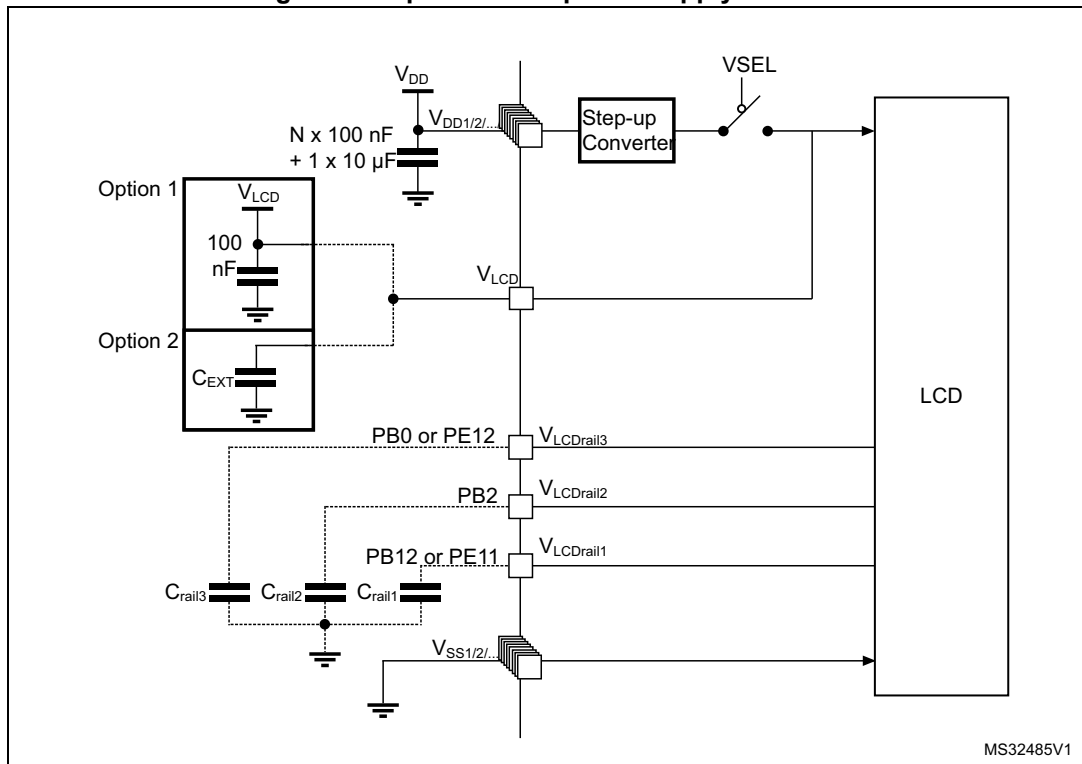 VDD
VSEL
VDD1/2/...
Step-up
Converter
N x 100 nF
+ 1 x 10 µF
Option 1
VLCD
100
nF
VLCD
Option 2
CEXT
LCD
PB0 or PE12
VLCDrail3
PB2
VLCDrail2
PB12 or PE11
VLCDrail1
Crail3
Crail2
Crail1
VSS1/2/...
MS32485V1